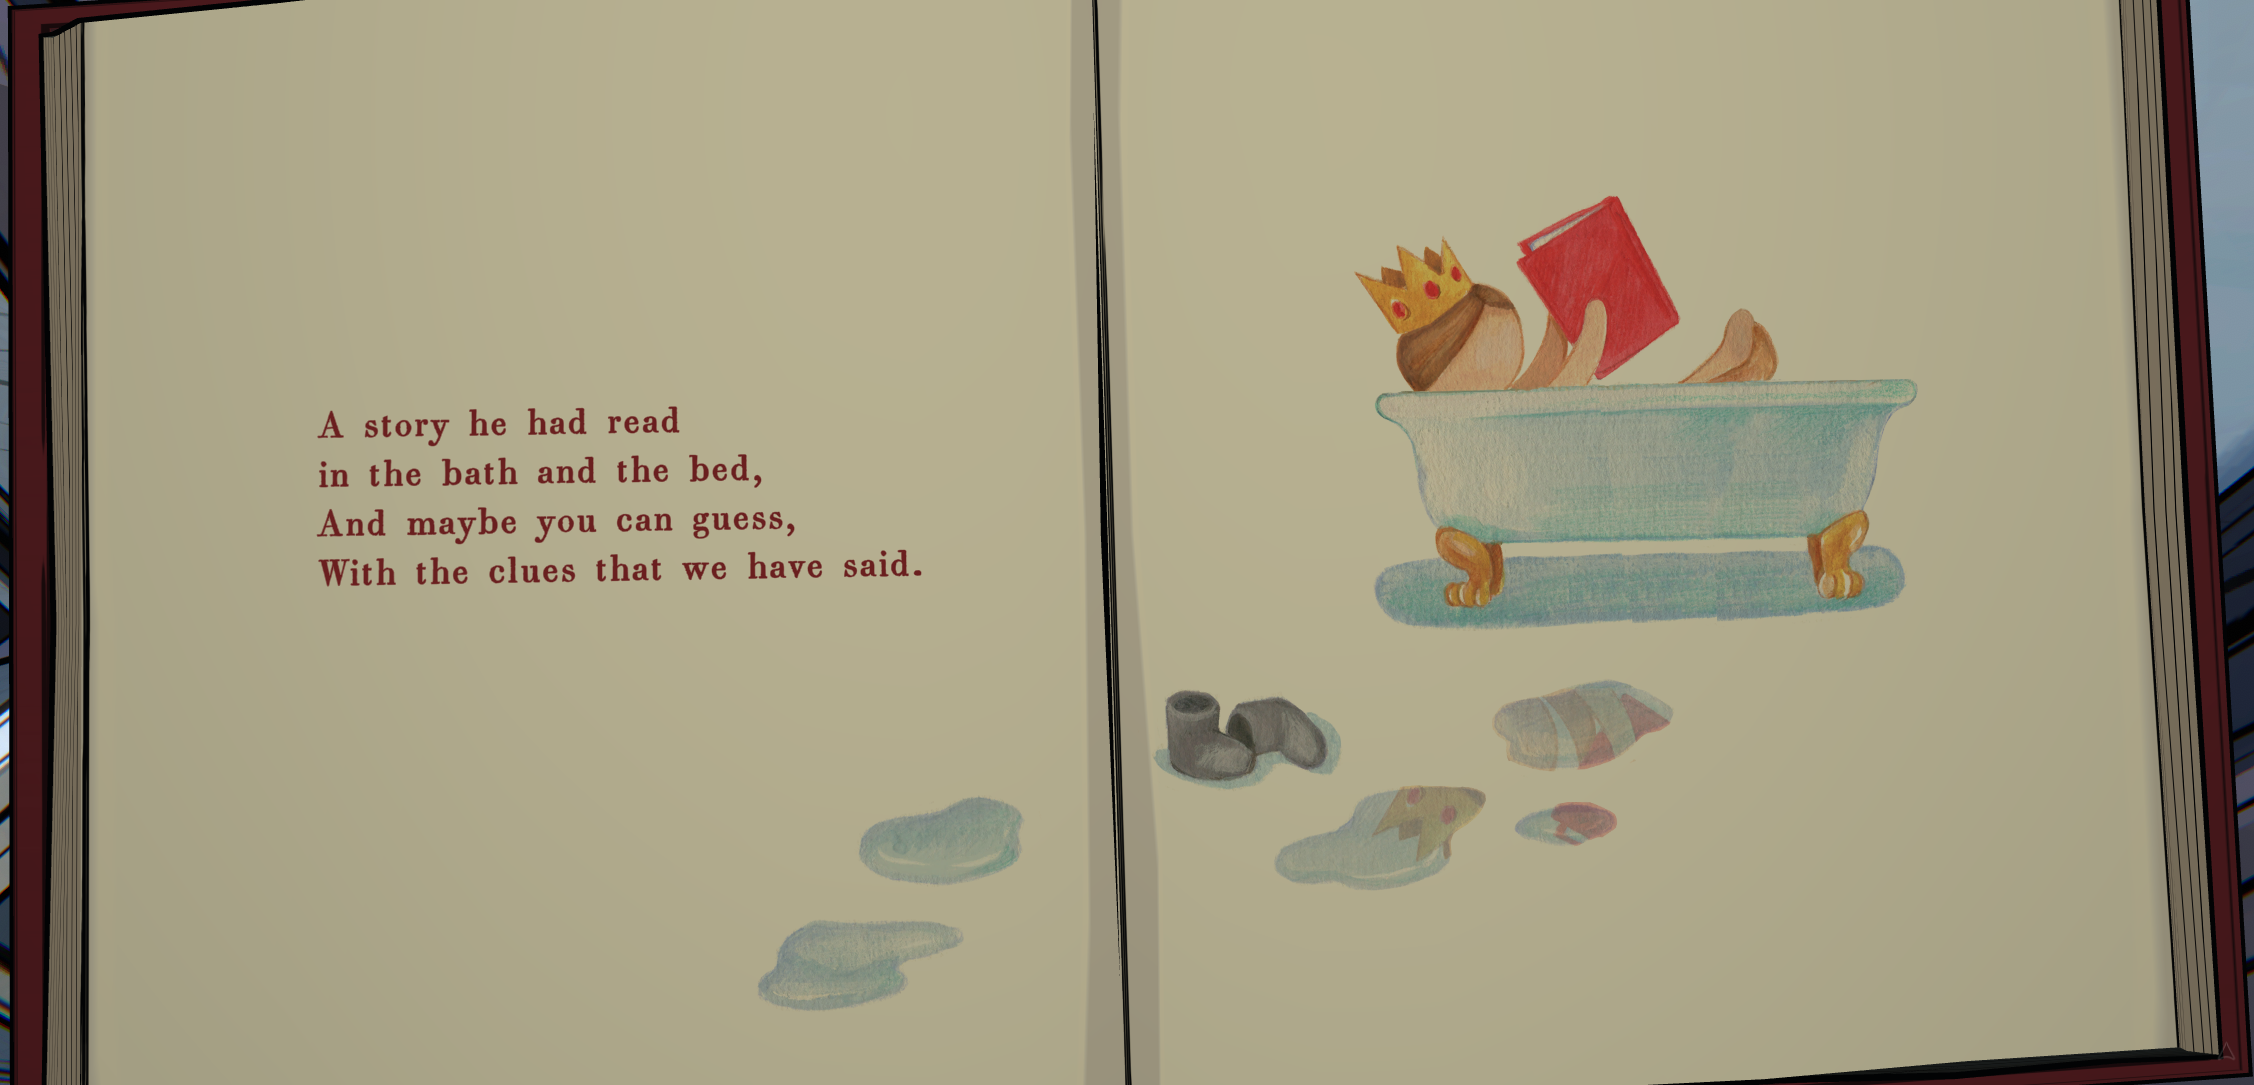 A story he had read
in the bath and the bed,
And maybe you can guess,
With the clues that we have said.